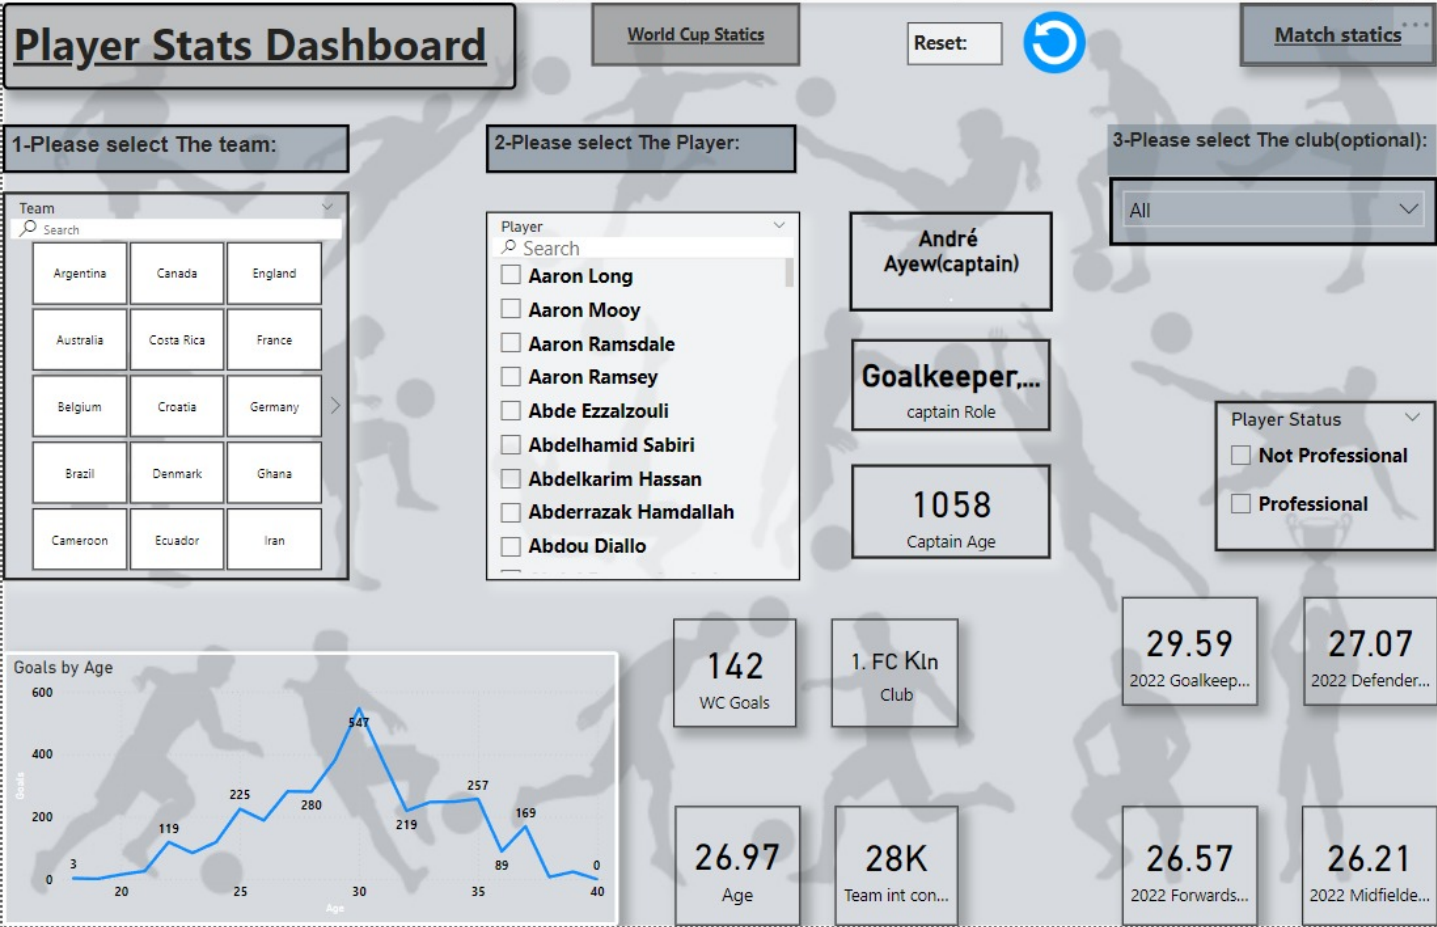 Player Stats Dashboard
World Cup Statics
Reset:
Match statics
1-Please select The team:
2-Please select The Player:
3-Please select The club(optional):
Team
Search
Argentina
Canada
England
Australia
Costa Rica
France
Belgium
Croatia
Germany
Brazil
Denmark
Ghana
Cameroon
Ecuador
Iran
Player
Search
Aaron Long
Aaron Mooy
Aaron Ramsdale
Aaron Ramsey
Abde Ezzalzouli
Abdelhamid Sabiri
Abdelkarim Hassan
Abderrazak Hamdallah
Abdou Diallo
André
Ayew(captain)
Goalkeeper,...
captain Role
1058
Captain Age
All
Player Status
Not Professional
Professional
Goals by Age
600
400
200
0
Goals
3
119
225
280
547
219
257
89
169
0
20
25
30
35
40
Age
142
WC Goals
1. FC Kln
Club
26.97
Age
28K
Team int con...
29.59
2022 Goalkeep...
27.07
2022 Defender...
26.57
2022 Forwards...
26.21
2022 Midfielde...